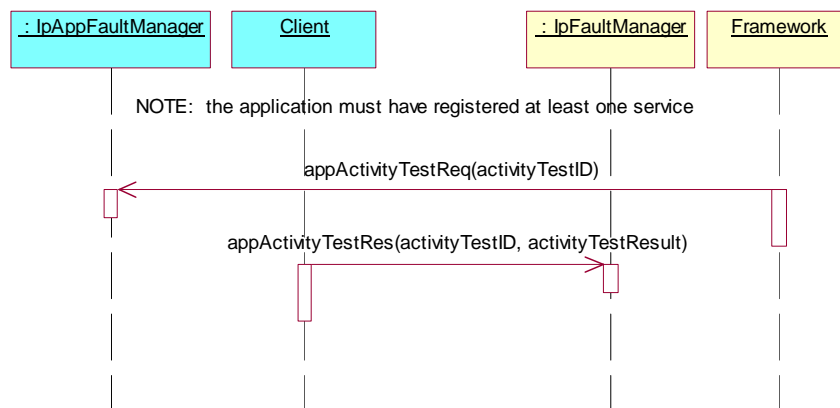 : IpAppFaultManager
Client
: IpFaultManager
Framework
NOTE:  the application must have registered at least one service
appActivityTestReq(activityTestID)
appActivityTestRes(activityTestID, activityTestResult)